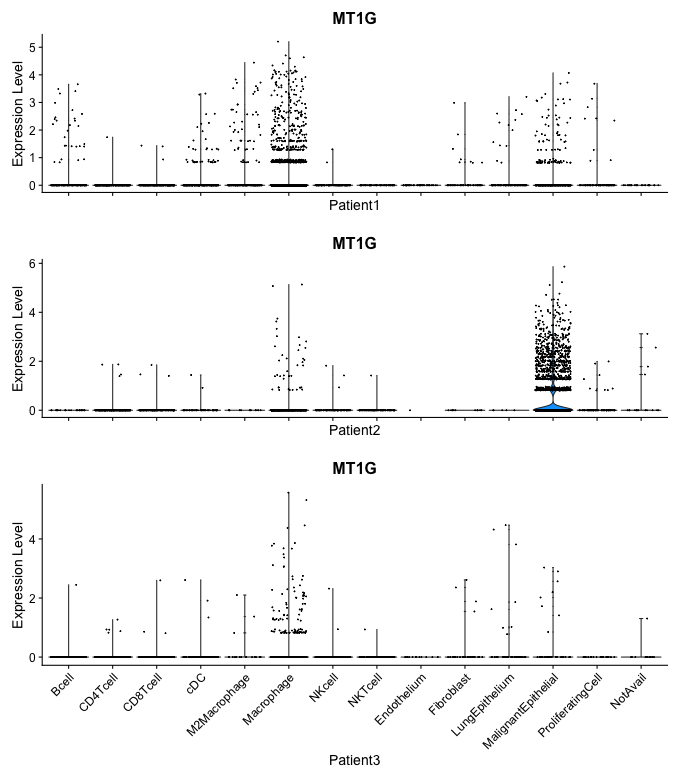 MT1G
Expression Level
5
4
3
2
1
0
Patient1
MT1G
Expression Level
6
4
2
0
Patient2
MT1G
Expression Level
4
2
0
Bcell
CD4Tcell
CD8Tcell
cDC
M2Macrophage
Macrophage
NKcell
NKTcell
Endothelium
Fibroblast
LungEpithelium
MalignantEpithelial
ProliferatingCell
NotAvail
Patient3